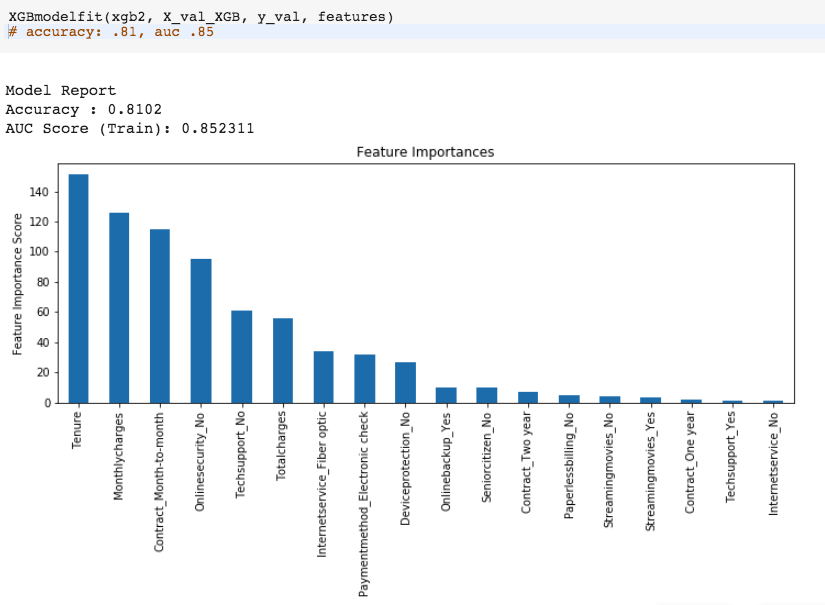 XGBmodelfit(xgb2, X_val_XGB, y_val, features)
# accuracy: .81, auc .85
Model Report
Accuracy : 0.8102
AUC Score (Train): 0.852311
Feature Importances
Feature Importance Score
140
120
100
80
60
40
20
0
Tenure
Monthlycharges
Contract_Month-to-month
Onlinesecurity_No
Techsupport_No
Totalcharges
Internetservice_Fiber optic
Paymentmethod_Electronic check
Deviceprotection_No
Onlinebackup_Yes
Seniorcitizen_No
Contract_Two year
Paperlessbilling_No
Streamingmovies_No
Streamingmovies_Yes
Contract_One year
Techsupport_Yes
Internetservice_No